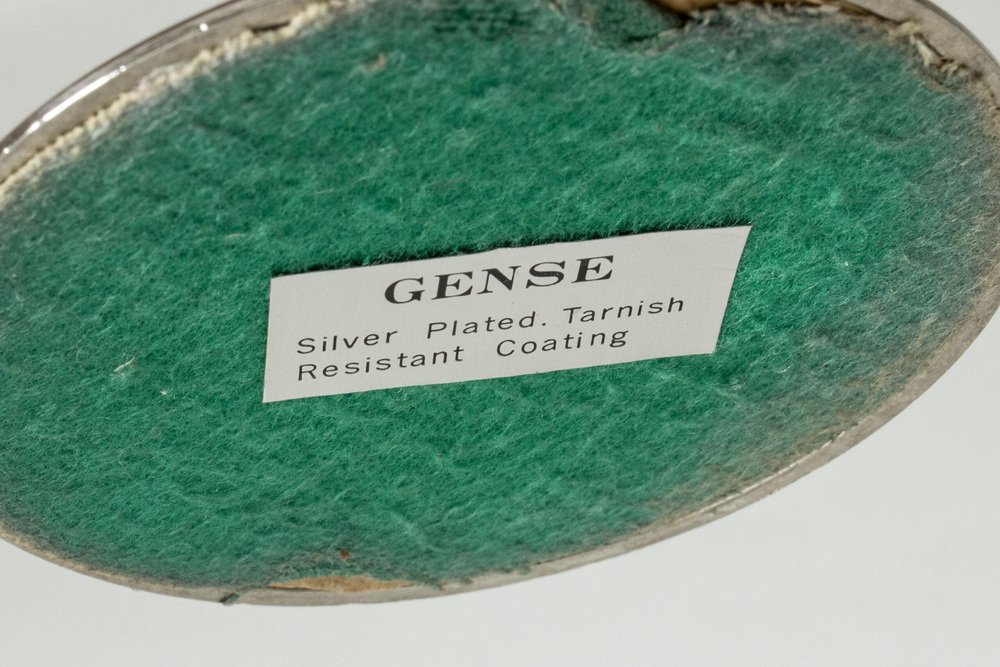 GENSE
Silver Plated. Tarnish
Resistant Coating